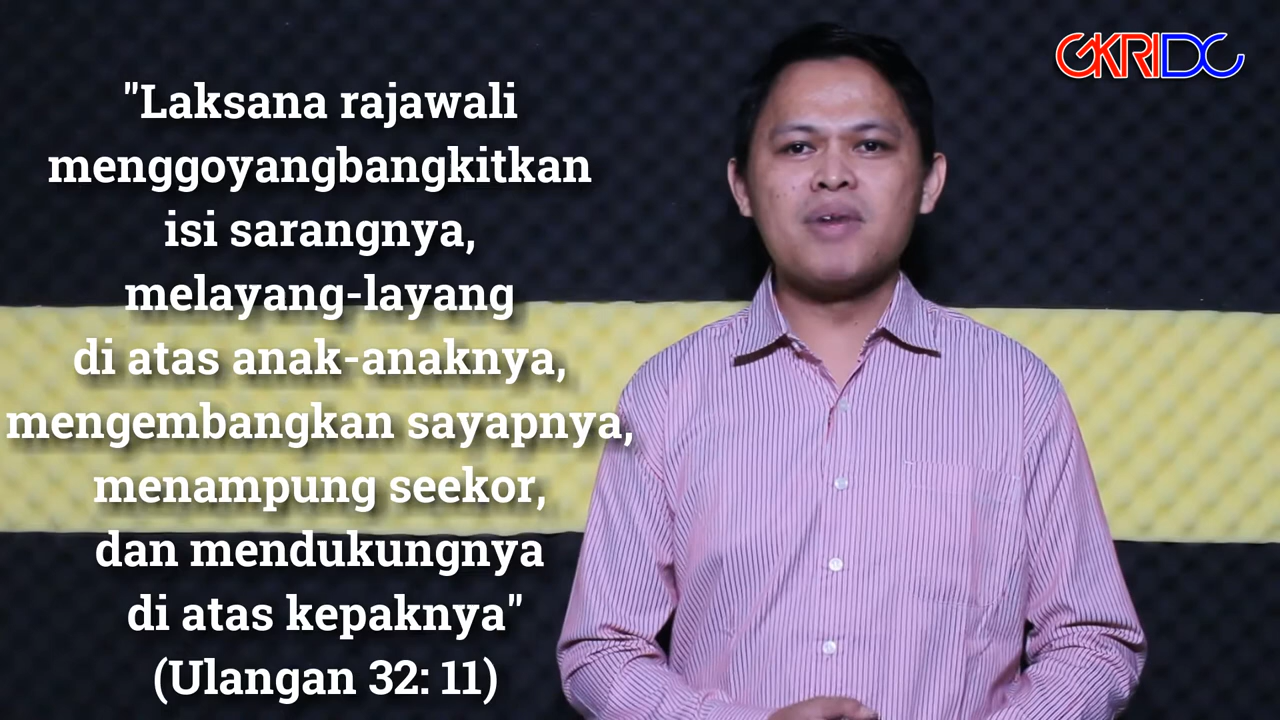 "Laksana rajawali
menggoyangbangkitkan
isi sarangnya,
melayang-layang
di atas anak-anaknya,
mengembangkan sayapnya,
menampung seekor,
dan mendukungnya
di atas kepaknya"
(Ulangan 32: 11)
GKRIDC